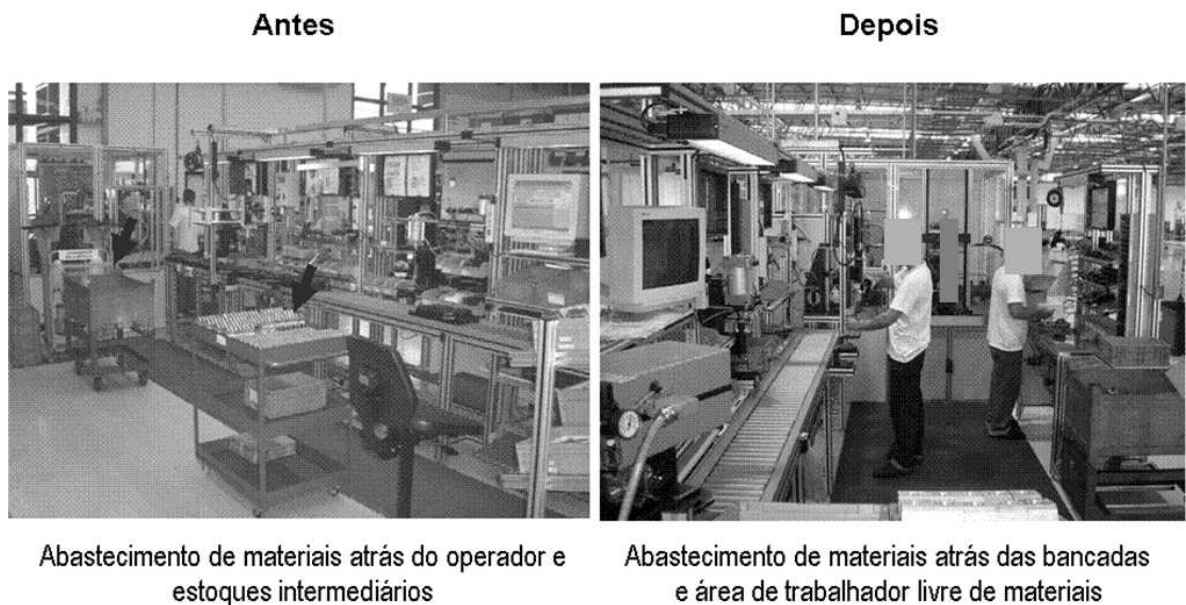 Antes
Depois
Abastecimento de materiais atrás do operador e
estoques intermediários
Abastecimento de materiais atrás das bancadas
e área de trabalhador livre de materiais